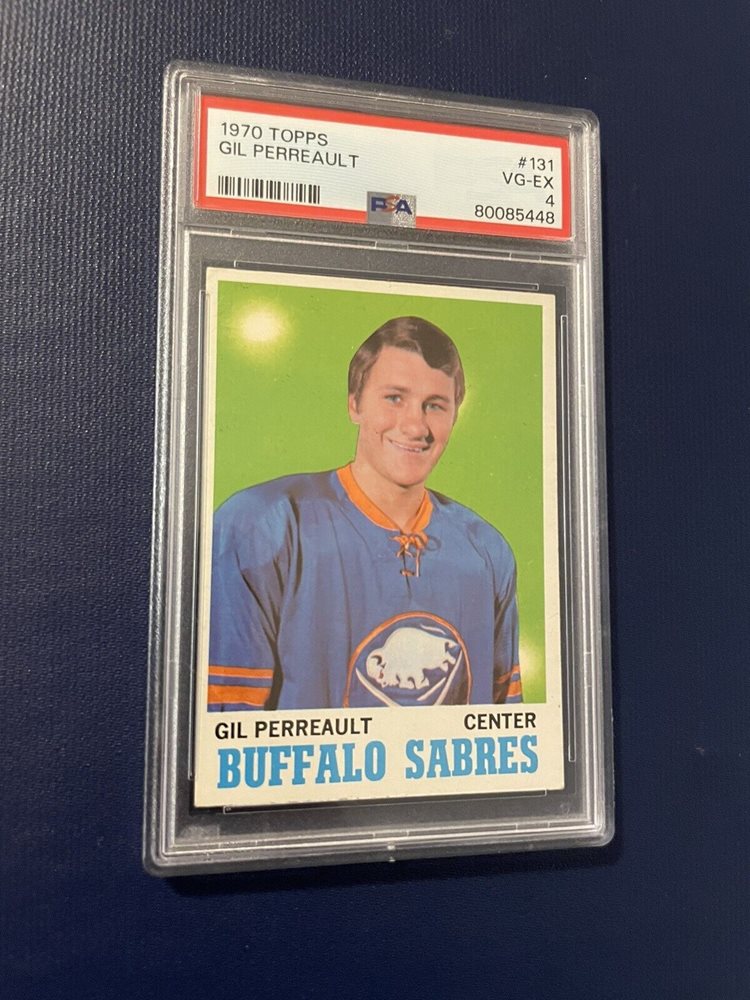 1970 TOPPS #131
GIL PERREAULT VG-EX
4
PSA 80085448
GIL PERREAULT CENTER
BUFFALO SABRES